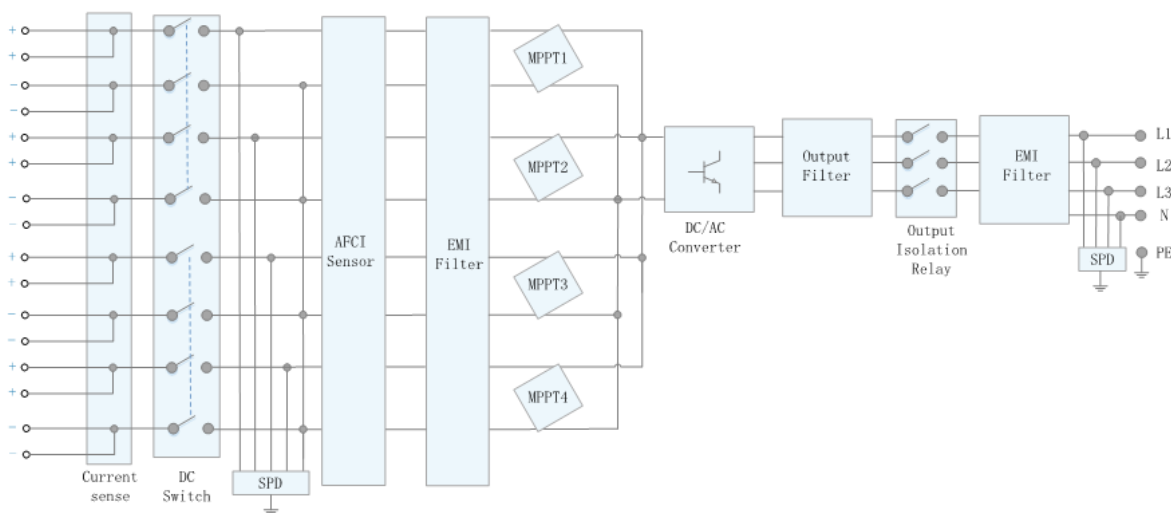 +
+
−
−
+
+
−
−
+
+
−
−
+
+
−
−
Current
sense
DC
Switch
SPD
AFCI
Sensor
EMI
Filter
MPPT1
MPPT2
MPPT3
MPPT4
DC/AC
Converter
Output
Filter
Output
Isolation
Relay
EMI
Filter
SPD
L1
L2
L3
N
PE